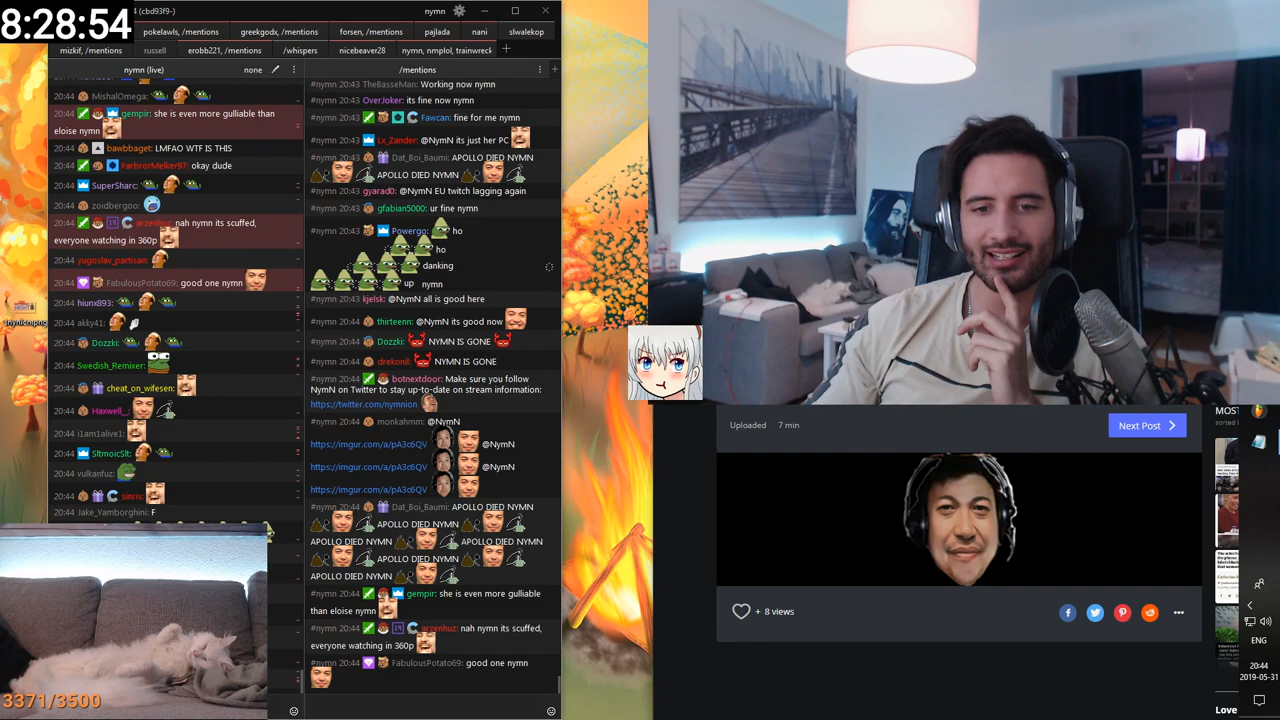 8:28:54
4 (cbd93f9-)
nymn
pokelawls, /mentions
greekgodx, /mentions
forsen, /mentions
pajlada
nani
slwalekop
mizkif, /mentions
russell
erobb221, /mentions
/whispers
nicebeaver28
nymn, nmplol, trainwreck
nymn (live)
none
/mentions
20:44 MishalOmega:
20:44 gempir: she is even more gulliable than
eloise nymn
20:44 bawbbaget: LMFAO WTF IS THIS
20:44 FarbrorMelker97: okay dude
20:44 SuperSharc:
20:44 zoidbergoo:
20:44 arzenhuz: nah nymn its scuffed,
everyone watching in 360p
20:44 yugoslav_partisan:
20:44 FabulousPotato69: good one nymn
20:44 hiunx893:
20:44 akky41:
20:44 Dozzki:
20:44 Swedish_Remixer:
20:44 cheat_on_wifesen:
20:44 Haxwell_:
20:44 i1am1alive1:
20:44 SltmoicSlt:
20:44 vulkanfuz:
20:44 sinris:
20:44 Jake_Yamborghini: F
3371/3500
#nymn 20:43 TheBasseMan: Working now nymn
#nymn 20:43 OverJoker: its fine now nymn
#nymn 20:43 Fawcan: fine for me nymn
#nymn 20:43 Lx_Zander: @NymN its just her PC
#nymn 20:43 Dat_Boi_Baumi: APOLLO DIED NYMN
APOLLO DIED NYMN
#nymn 20:43 gyarad0: @NymN EU twitch lagging again
#nymn 20:43 gfabian5000: ur fine nymn
#nymn 20:43 Powergo: ho
ho
danking
up nymn
#nymn 20:44 kjelsk: @NymN all is good here
#nymn 20:44 thirteenn: @NymN its good now
#nymn 20:44 Dozzki: NYMN IS GONE
#nymn 20:44 drekonil: NYMN IS GONE
#nymn 20:44 botnextdoor: Make sure you follow
NymN on Twitter to stay up-to-date on stream information:
https://twitter.com/nymnion
#nymn 20:44 monkahmm: @NymN
https://imgur.com/a/pA3c6QV @NymN
https://imgur.com/a/pA3c6QV @NymN
https://imgur.com/a/pA3c6QV
#nymn 20:44 Dat_Boi_Baumi: APOLLO DIED NYMN
APOLLO DIED NYMN
APOLLO DIED NYMN APOLLO DIED NYMN
APOLLO DIED NYMN
APOLLO DIED NYMN
#nymn 20:44 gempir: she is even more gulliable
than eloise nymn
#nymn 20:44 arzenhuz: nah nymn its scuffed,
everyone watching in 360p
#nymn 20:44 FabulousPotato69: good one nymn
Uploaded 7 min
Next Post
+ 8 views
MOST
sorted
Love
ENG
20:44
2019-05-31